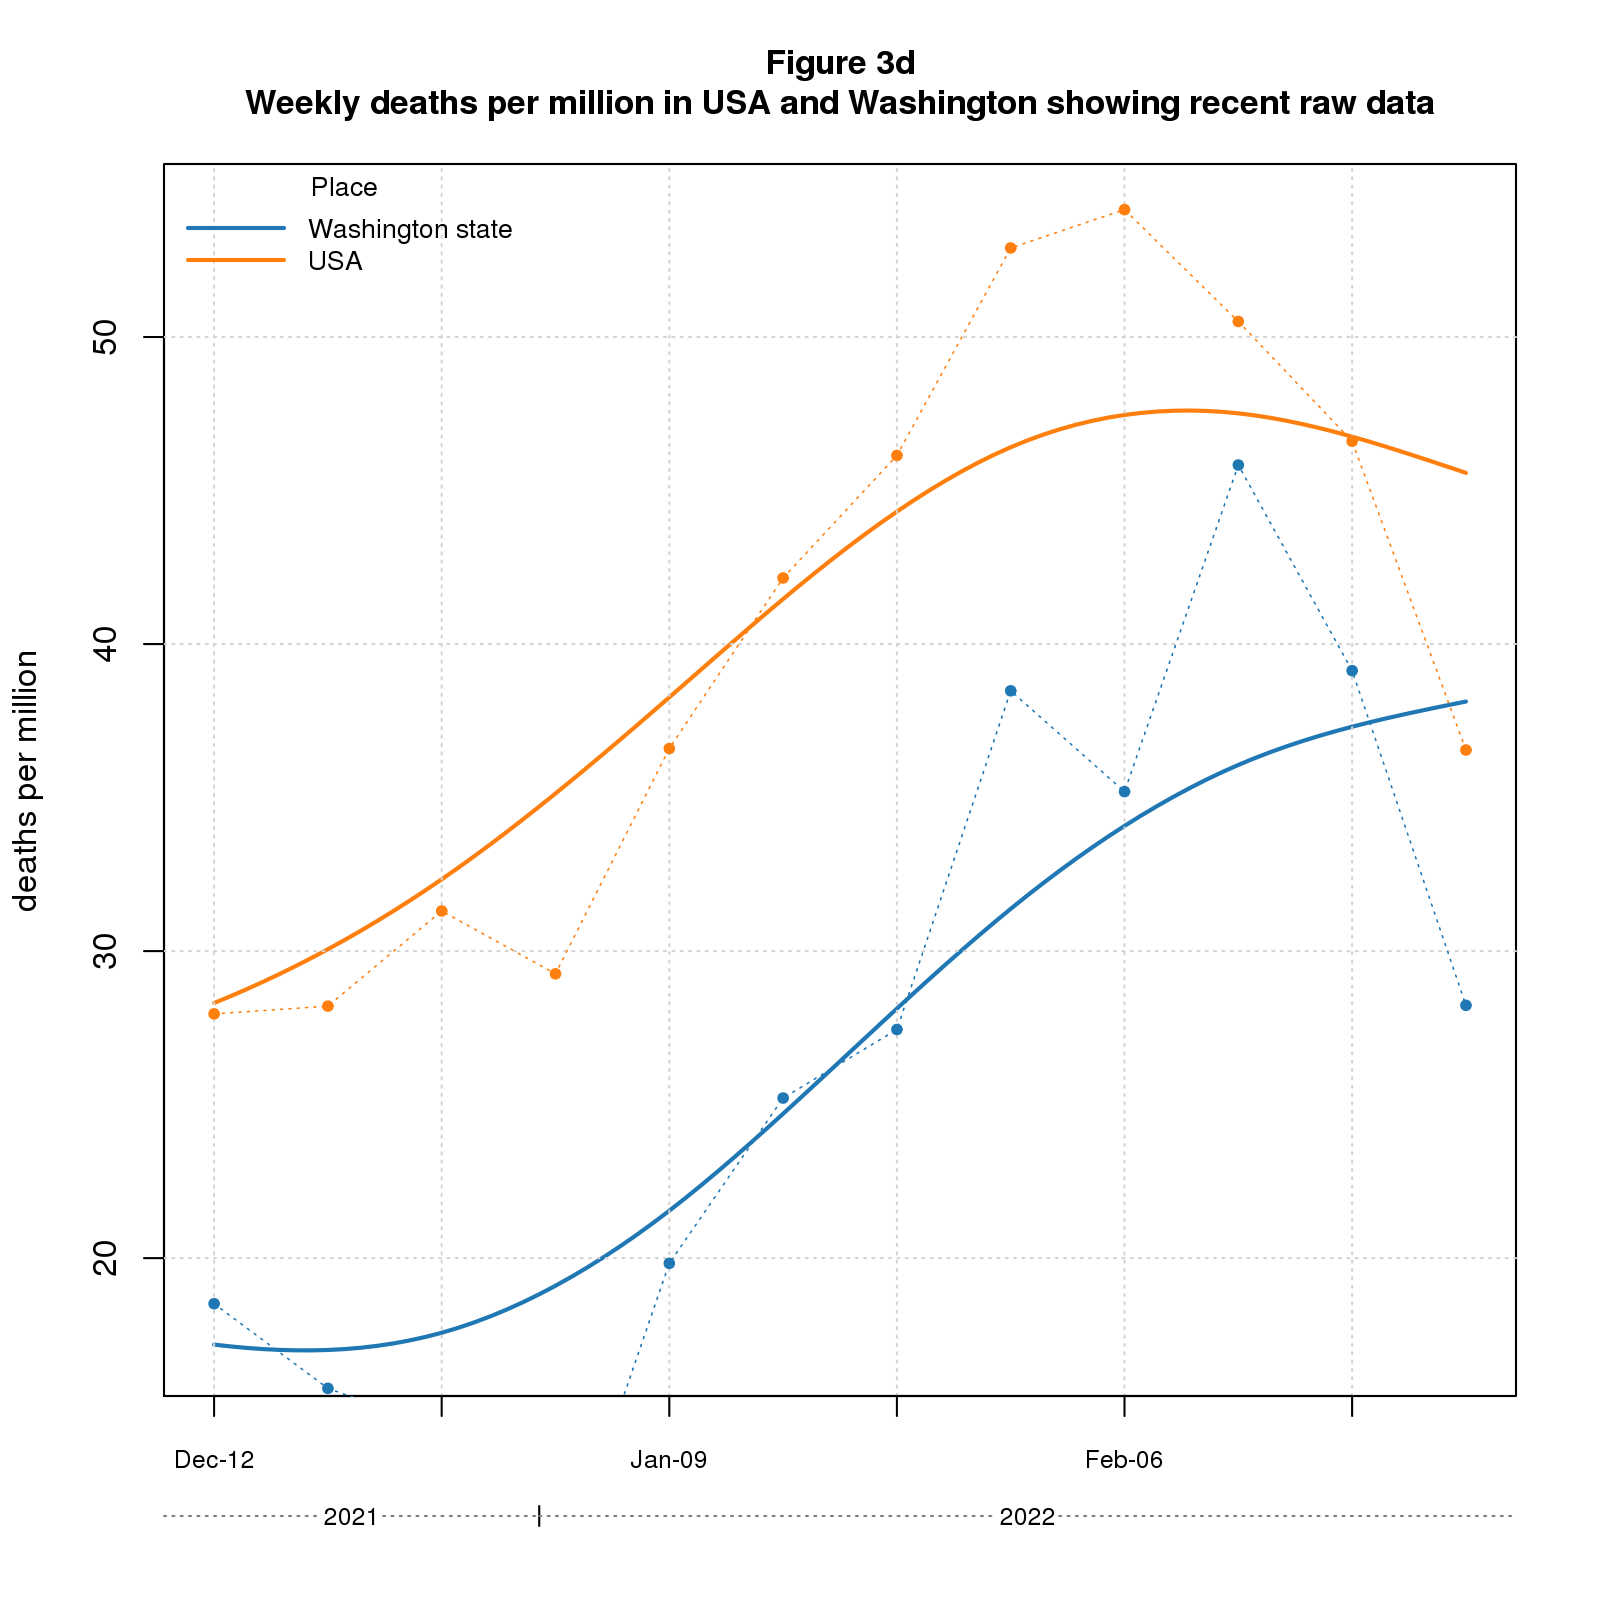 Figure 3d
Weekly deaths per million in USA and Washington showing recent raw data
Place
Washington state
USA
deaths per million
50
40
30
20
Dec-12 Jan-09 Feb-06
2021 2022